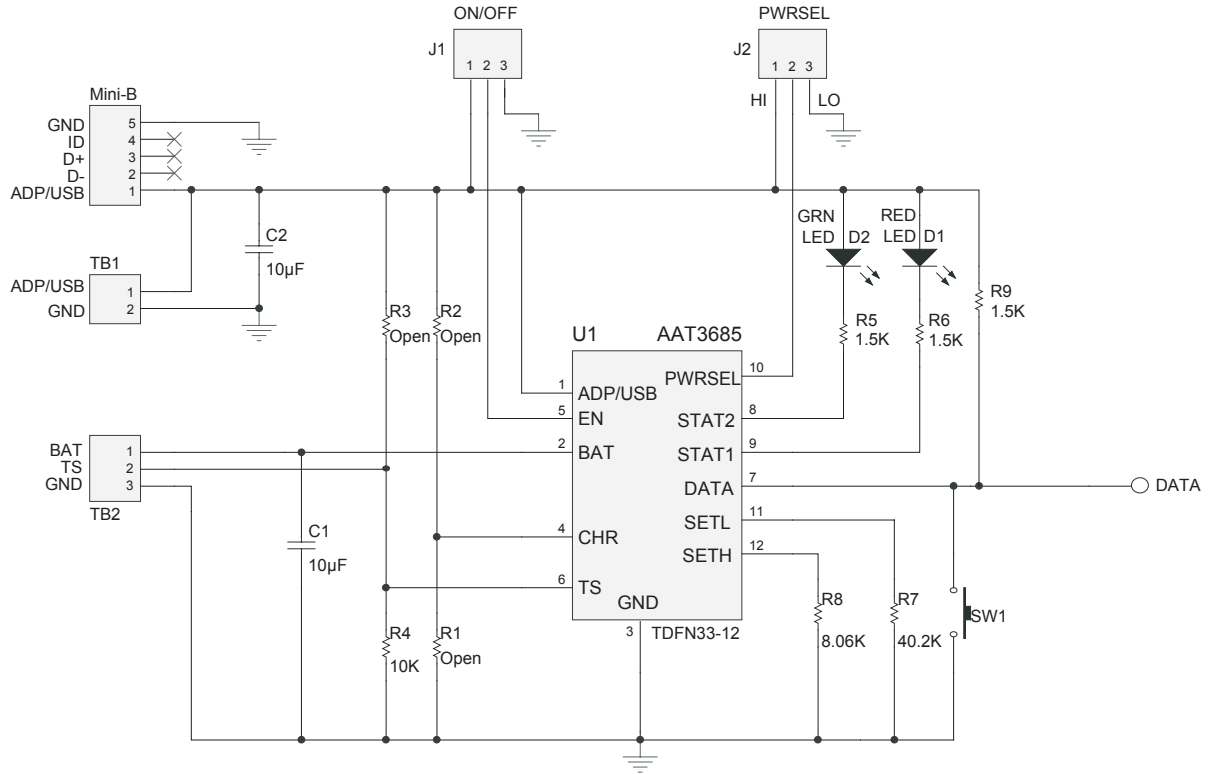 ON/OFF
J1
1 2 3
PWRSEL
J2
1 2 3
HI
LO
Mini-B
GND 5
ID 4
D+ 3
D- 2
ADP/USB 1
C2
10µF
TB1
ADP/USB 1
GND 2
GRN
LED D2
RED
LED D1
R9
1.5K
R3
Open
R2
Open
R5
1.5K
R6
1.5K
U1
AAT3685
1 ADP/USB
5 EN
2 BAT
4 CHR
6 TS
GND
3
TDFN33-12
PWRSEL 10
STAT2 8
STAT1 9
DATA 7
SETL 11
SETH 12
DATA
BAT 1
TS 2
GND 3
TB2
C1
10µF
R4
10K
R1
Open
R8
8.06K
R7
40.2K
SW1